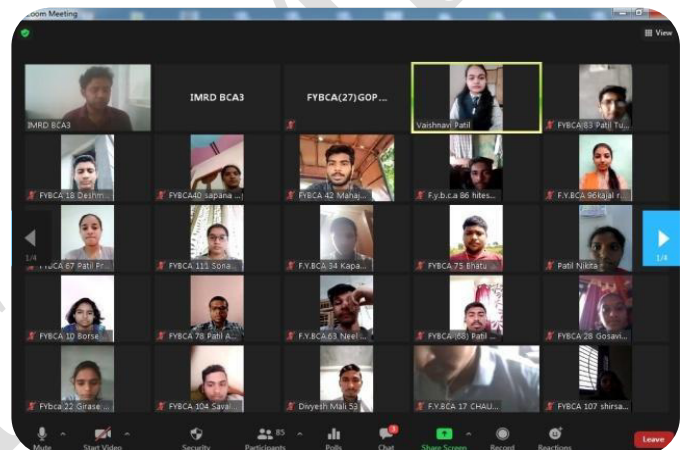 Zoom Meeting
View
IMRD BCA3
IMRD BCA3
FYBCA(27)GOP...
Vaishnavi Patil
FYBCA(83 Patil Tu...
FYBCA 18 Deshm...
FYBCA40 sapana ...
FYBCA 42 Mahaj...
F.y.b.c.a 86 hites...
F.Y.B.CA 96kajal r...
1/4
FYBCA 67 Patil Pr...
FYBCA 111 Sona...
F.Y.BCA 34 Kapa...
FYBCA 75 Bhatu ...
Patil Nikita
1/4
FYBCA 10 Borse...
FYBCA 78 Patil A...
F.Y.BCA.63 Neel ...
FYBCA (68) Patil ...
FYBCA 28 Gosavi...
FYbca 22 Girase ...
FYBCA 104 Saval...
Divyesh Mali 53
F.Y.BCA 17 CHAU...
FYBCA 107 shirsa...
85
3
Mute
Start Video
Security
Participants
Polls
Chat
Share Screen
Record
Reactions
Leave